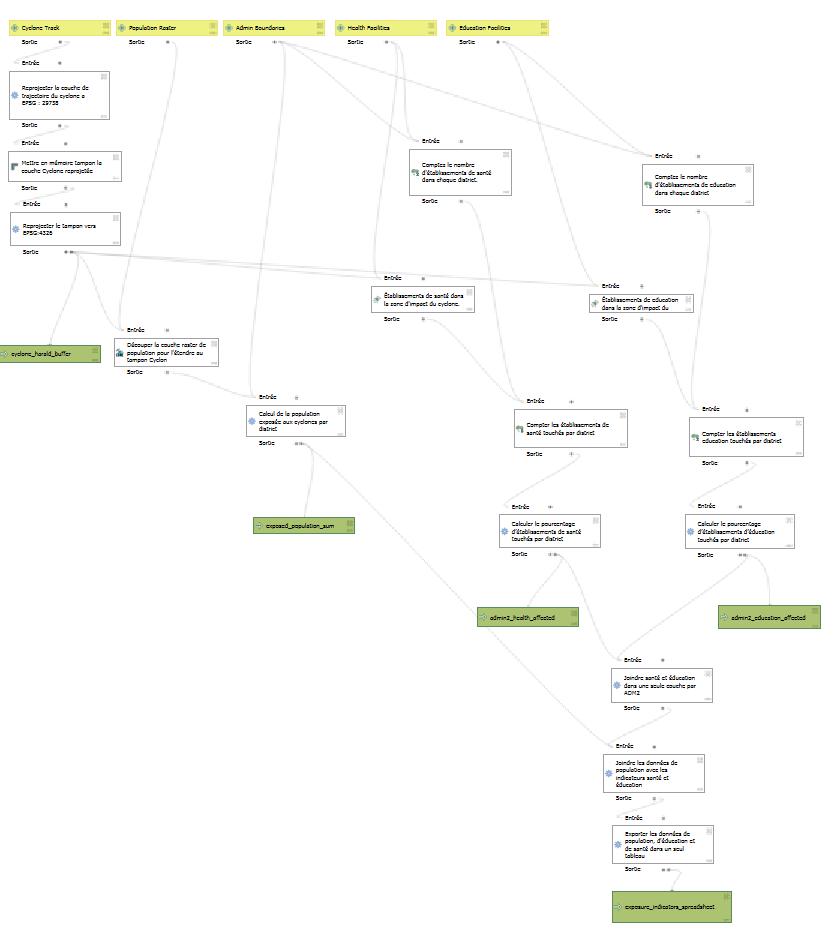 Cyclone Track
Population Raster
Admin Boundaries
Health Facilities
Education Facilities
Sortie
Sortie
Sortie
Sortie
Sortie
Entrée
Reprojeter la couche de
trajectoire du cyclone a
EPSG : 29738
Sortie
Entrée
Mettre en mémoire tampon la
couche Cyclone reprojetée
Sortie
Entrée
Reprojeter le tampon vers
EPSG:4326
Sortie
Entrée
Comptez le nombre
d'établissements de santé
dans chaque district.
Sortie
Entrée
Comptez le nombre
d'établissements de education
dans chaque district
Sortie
Entrée
Établissements de santé dans
la zone d'impact du cyclone.
Sortie
Entrée
Établissements de education
dans la zone d'impact du
Sortie
cyclone_harald_buffer
Entrée
Découper la couche raster de
population pour l'étendre au
tampon Cyclon
Sortie
Entrée
Calcul de la population
exposée aux cyclones par
district
Sortie
Entrée
Compter les établissements de
santé touchés par district
Sortie
Entrée
Compter les établissements
education touchés par district
Sortie
exposed_population_sum
Entrée
Calculer le pourcentage
d'établissements de santé
touchés par district
Sortie
Entrée
Calculer le pourcentage
d'établissements d'éducation
touchés par district
Sortie
admin2_health_affected
admin2_education_affected
Entrée
Joindre santé et éducation
dans une seule couche par
ADM2
Sortie
Entrée
Joindre les données de
population avec les
indicateurs santé et
éducation
Sortie
Entrée
Exporter les données de
population, d'éducation et
de santé dans un seul
tableau
Sortie
exposure_indicators_spreadsheet